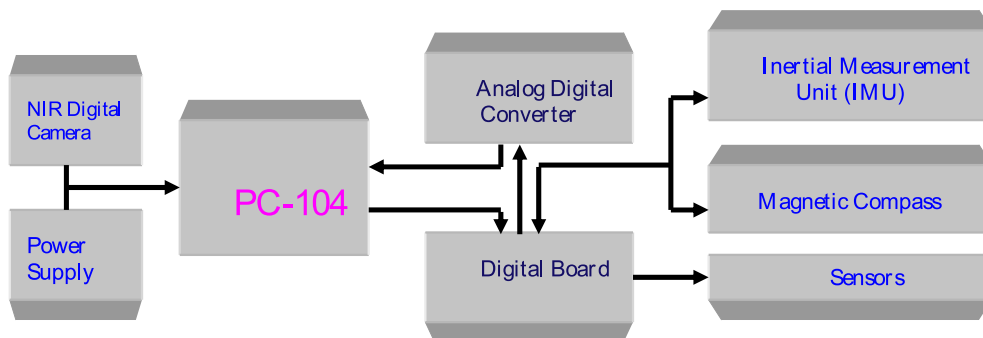 NIR Digital
Camera
Power
Supply
PC-104
Analog Digital
Converter
Digital Board
Inertial Measurement
Unit (IMU)
Magnetic Compass
Sensors